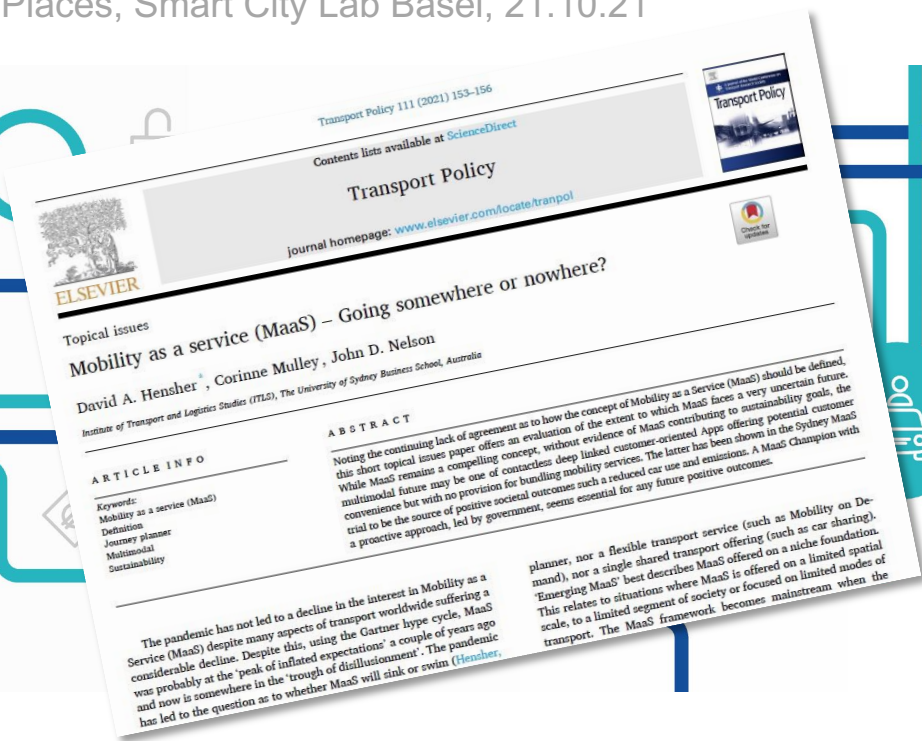 Places, Smart City Lab Basel, 21.10.21
Transport Policy 111 (2021) 153–156
Contents lists available at ScienceDirect
Transport Policy
journal homepage: www.elsevier.com/locate/tranpol
ELSEVIER
Transport Policy
Check for
updates
Topical issues
Mobility as a service (MaaS) – Going somewhere or nowhere?
David A. Hensher *, Corinne Mulley, John D. Nelson
Institute of Transport and Logistics Studies (ITLS), The University of Sydney Business School, Australia
ARTICLE INFO
Keywords:
Mobility as a service (MaaS)
Definition
Journey planner
Multimodal
Sustainability
ABSTRACT
Noting the continuing lack of agreement as to how the concept of Mobility as a Service (MaaS) should be defined,
this short topical issues paper offers an evaluation of the extent to which MaaS faces a very uncertain future.
While MaaS remains a compelling concept, without evidence of MaaS contributing to sustainability goals, the
multimodal future may be one of contactless deep linked customer-oriented Apps offering potential customer
convenience but with no provision for bundling mobility services. The latter has been shown in the Sydney MaaS
trial to be the source of positive societal outcomes such a reduced car use and emissions. A MaaS Champion with
a proactive approach, led by government, seems essential for any future positive outcomes.
The pandemic has not led to a decline in the interest in Mobility as a
Service (MaaS) despite many aspects of transport worldwide suffering a
considerable decline. Despite this, using the Gartner hype cycle, MaaS
was probably at the 'peak of inflated expectations' a couple of years ago
and now is somewhere in the 'trough of disillusionment'. The pandemic
has led to the question as to whether MaaS will sink or swim (Hensher,
planner, nor a flexible transport service (such as Mobility on De-
mand), nor a single shared transport offering (such as car sharing).
'Emerging MaaS' best describes MaaS offered on a niche foundation.
This relates to situations where MaaS is offered on a limited spatial
scale, to a limited segment of society or focused on limited modes of
transport. The MaaS framework becomes mainstream when the